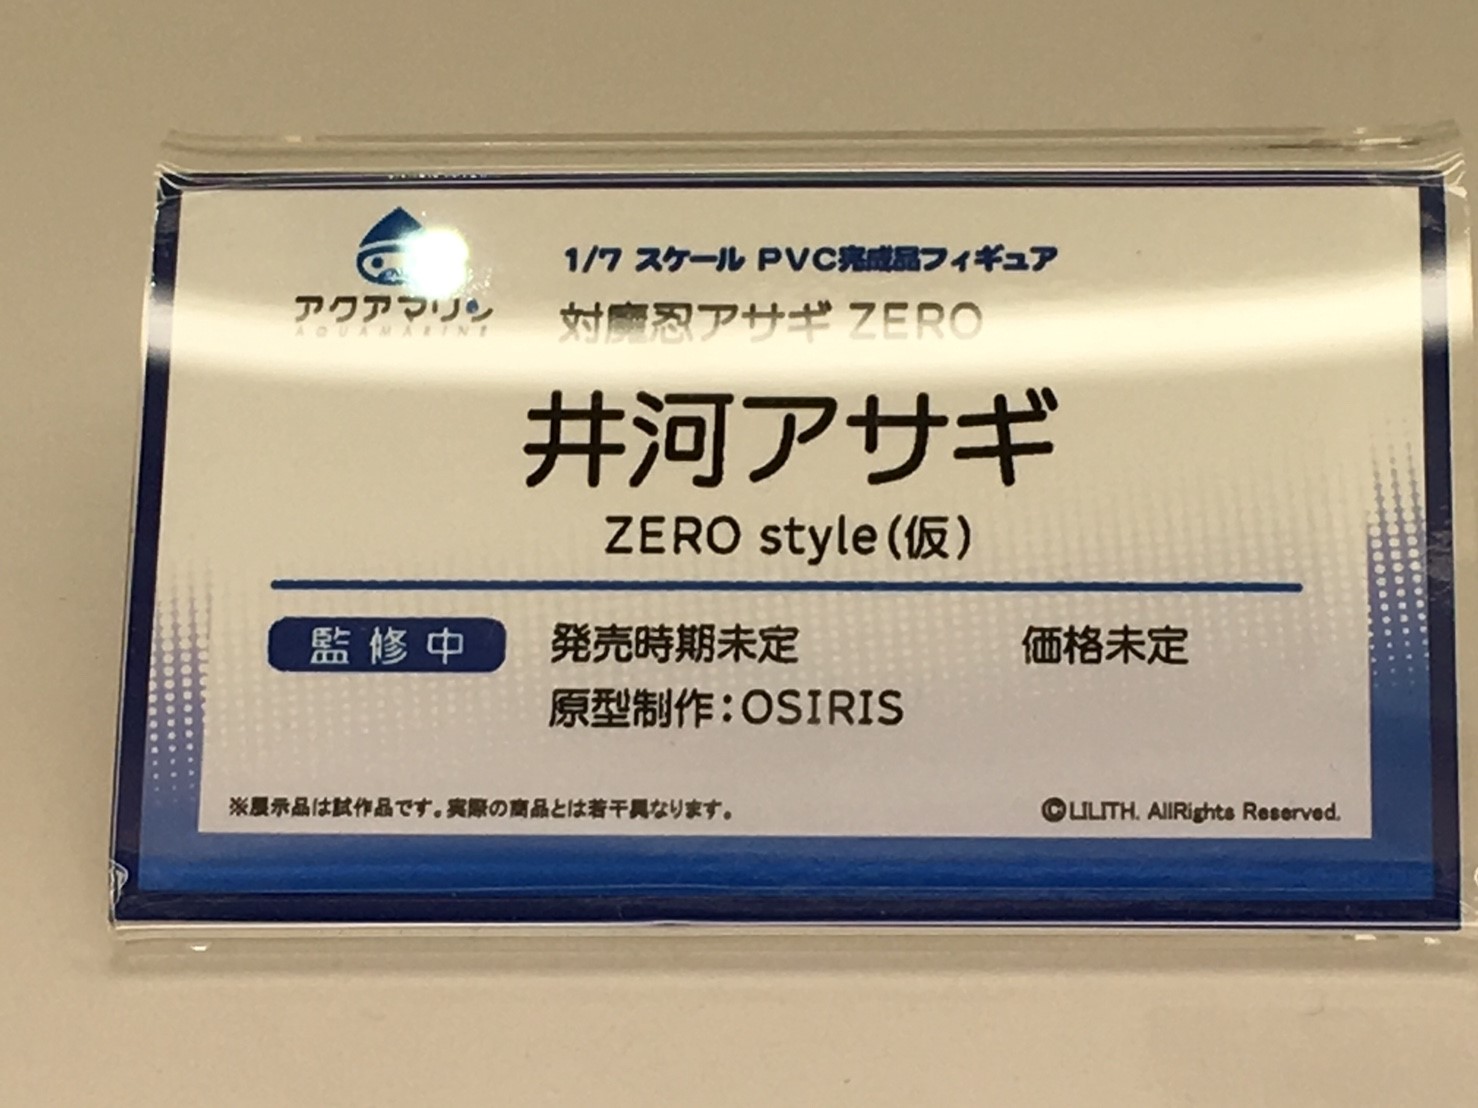 アクアマリン
AQUAMARINE
1/7 スケール PVC完成品フィギュア
対魔忍アサギ ZERO
井河アサギ
ZERO style(仮)
監修中
発売時期未定
価格未定
原型制作:OSIRIS
※展示品は試作品です。実際の商品とは若干異なります。
©LILITH. AllRights Reserved.